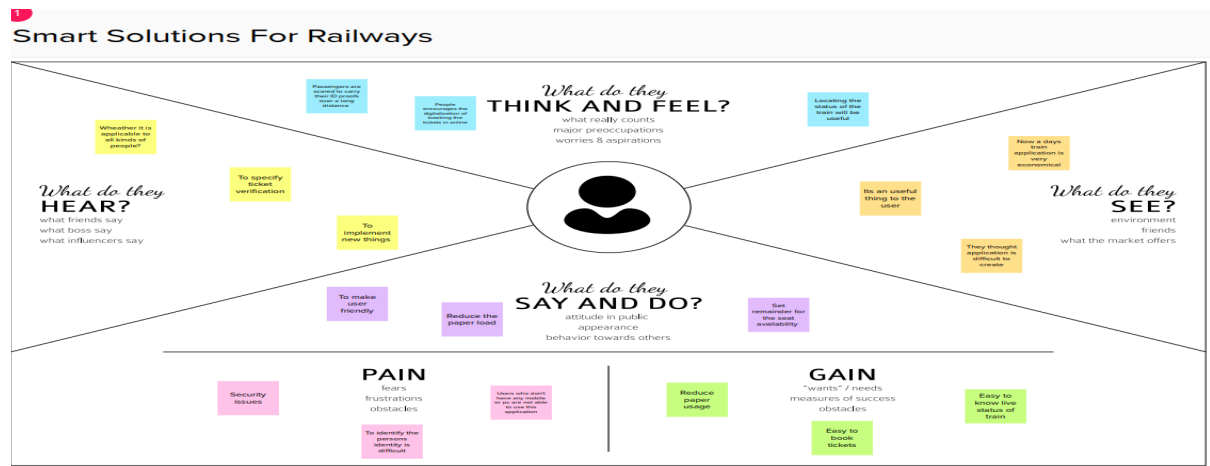 1
Smart Solutions For Railways
Passengers are
scared to carry
their ID proofs
over a long
distance
People
encourages the
digitalization of
booking the
tickets in online
What do they
THINK AND FEEL?
what really counts
major preoccupations
worries & aspirations
Locating the
status of the
train will be
useful
Wheather it is
applicable to
all kinds of
people?
To specify
ticket
verification
To
implement
new things
What do they
HEAR?
what friends say
what boss say
what influencers say
Now a days
train
application is
very
economical
Its an useful
thing to the
user
They thought
application is
difficult to
create
What do they
SEE?
environment
friends
what the market offers
To make
user
friendly
Reduce the
paper load
What do they
SAY AND DO?
attitude in public
appearance
behavior towards others
Set
remainder for
the seat
availability
Security
issues
PAIN
fears
frustrations
obstacles
Users who don't
have any mobile
or pc are not able
to use this
application
To identify the
persons
identity is
difficult
Reduce
paper
usage
GAIN
"wants" / needs
measures of success
obstacles
Easy to
book
tickets
Easy to
know live
status of
train